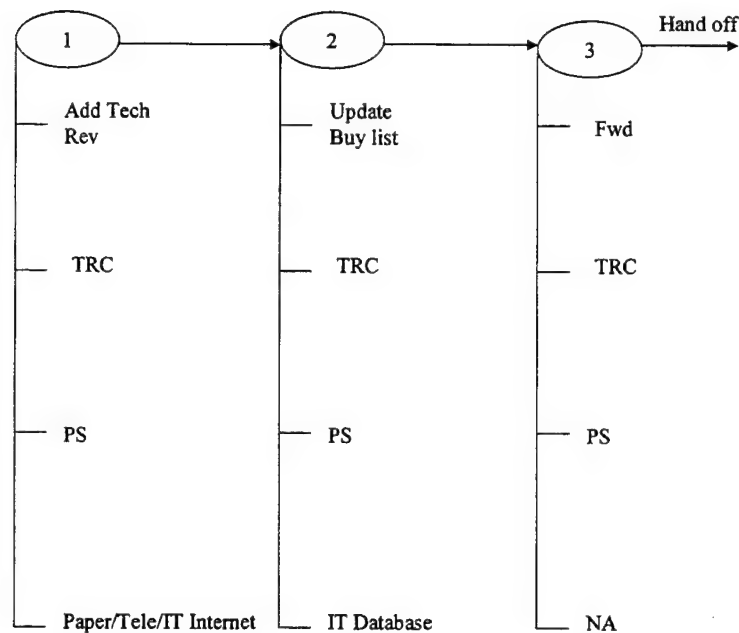 Hand off
1
2
3
Add Tech
Rev
Update
Buy list
Fwd
TRC
TRC
TRC
PS
PS
PS
Paper/Tele/IT Internet
IT Database
NA